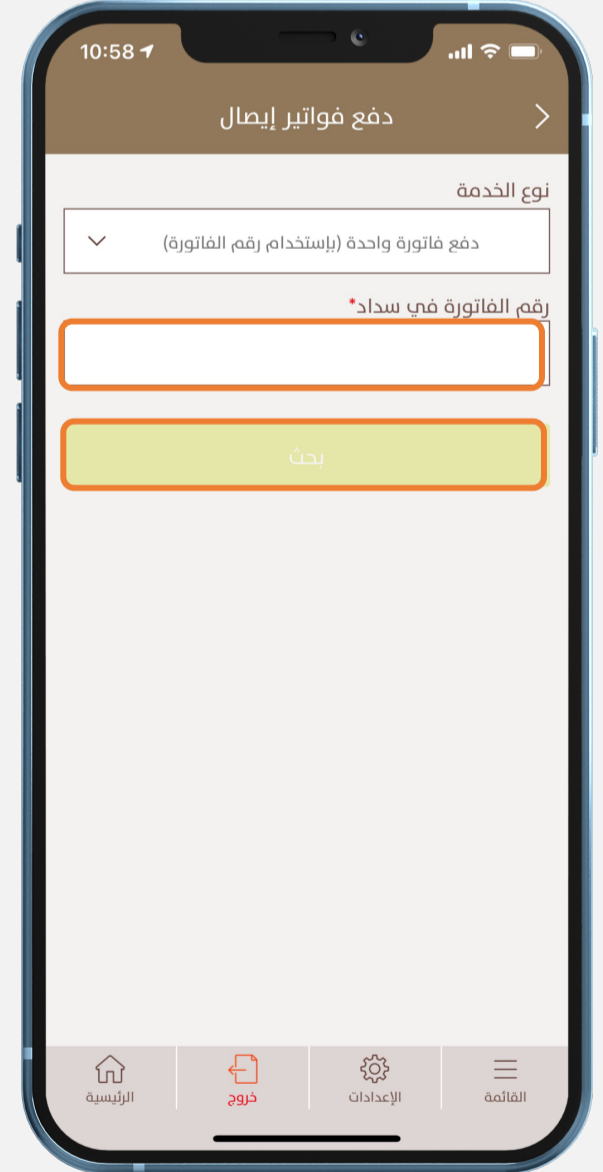 10:58
دفع فواتير إيصال
نوع الخدمة
دفع فاتورة واحدة (بإستخدام رقم الفاتورة)
رقم الفاتورة في سداد*
بحث
القائمة
الإعدادات
خروج
الرئيسية